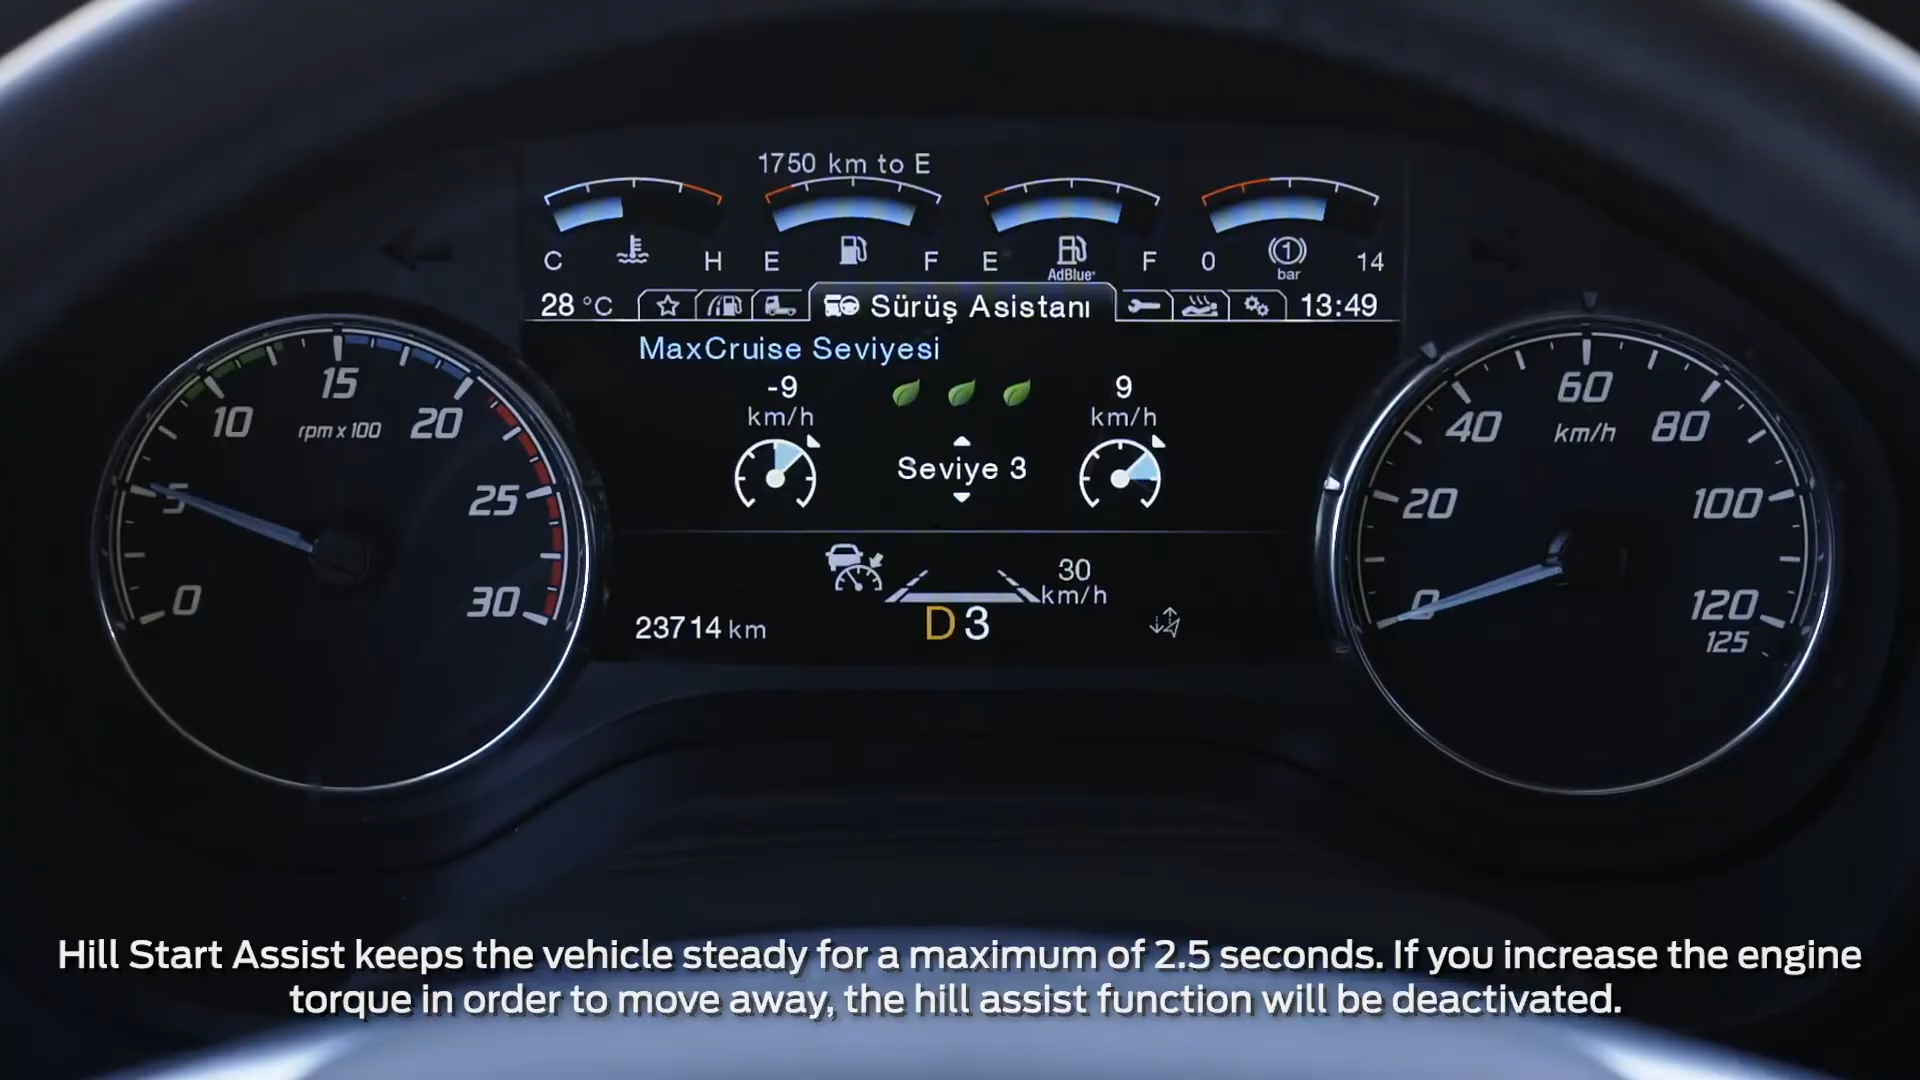 1750 km to E
C H E F E F 0 14
AdBlue
1
bar
28 °C Sürüş Asistanı 13:49
MaxCruise Seviyesi
-9
km/h
9
km/h
Seviye 3
30
km/h
23714 km
D 3
0
5
10
15
20
25
30
rpm x 100
0
20
40
60
80
100
120
125
km/h
Hill Start Assist keeps the vehicle steady for a maximum of 2.5 seconds. If you increase the engine
torque in order to move away, the hill assist function will be deactivated.